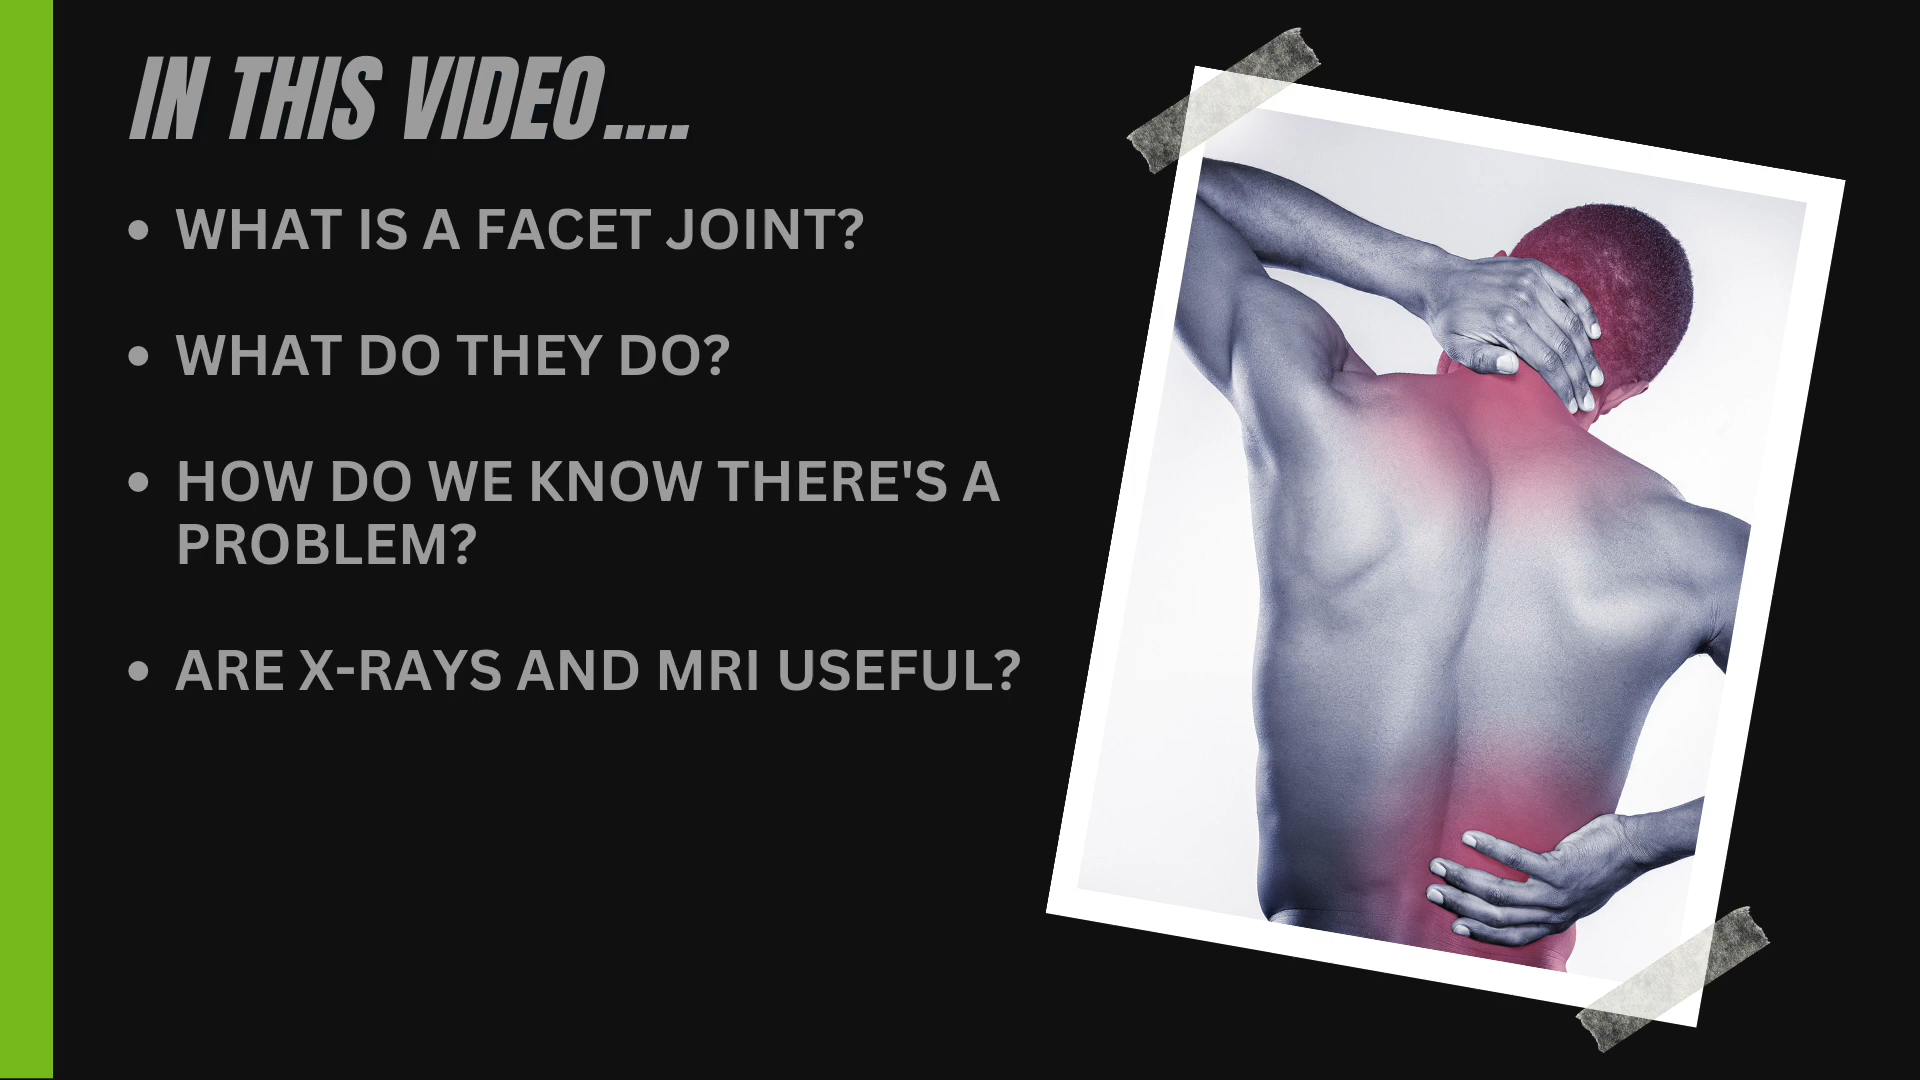 IN THIS VIDEO....
• WHAT IS A FACET JOINT?
• WHAT DO THEY DO?
• HOW DO WE KNOW THERE'S A
PROBLEM?
• ARE X-RAYS AND MRI USEFUL?